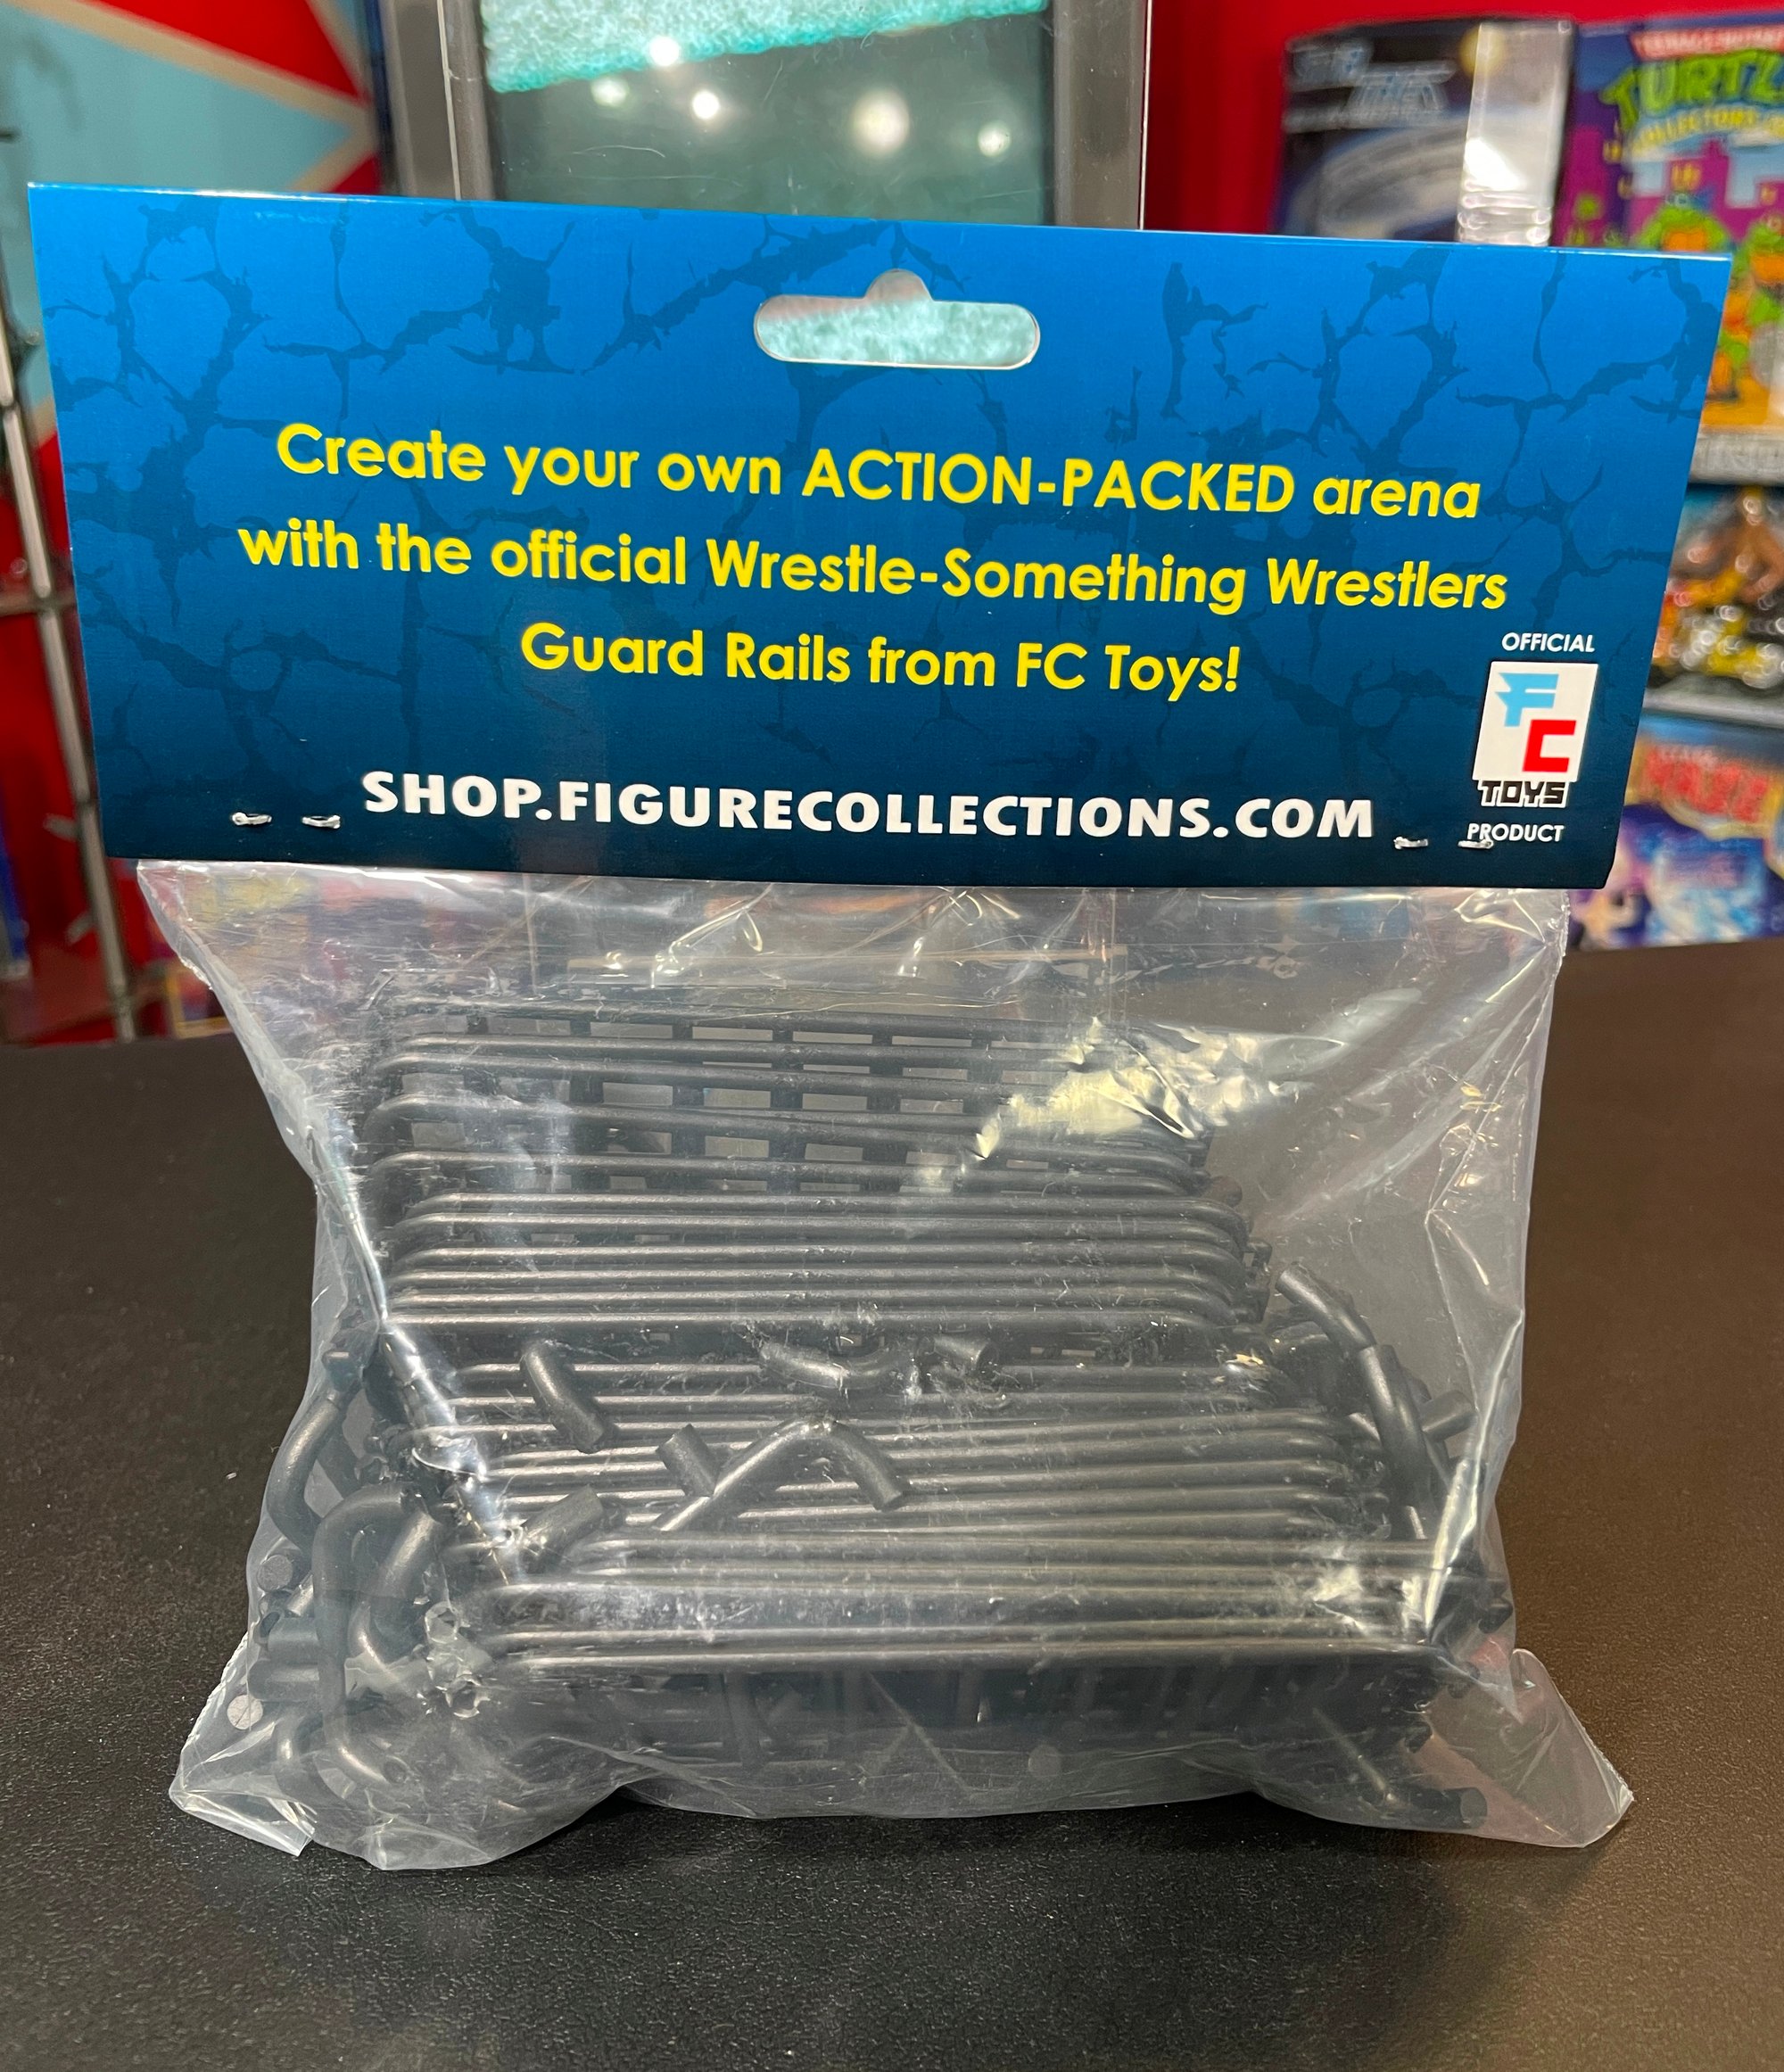 TURTL
Create your own ACTION-PACKED arena
with the official Wrestle-Something Wrestlers
Guard Rails from FC Toys!
OFFICIAL
FC
TOYS
PRODUCT
SHOP.FIGURECOLLECTIONS.COM